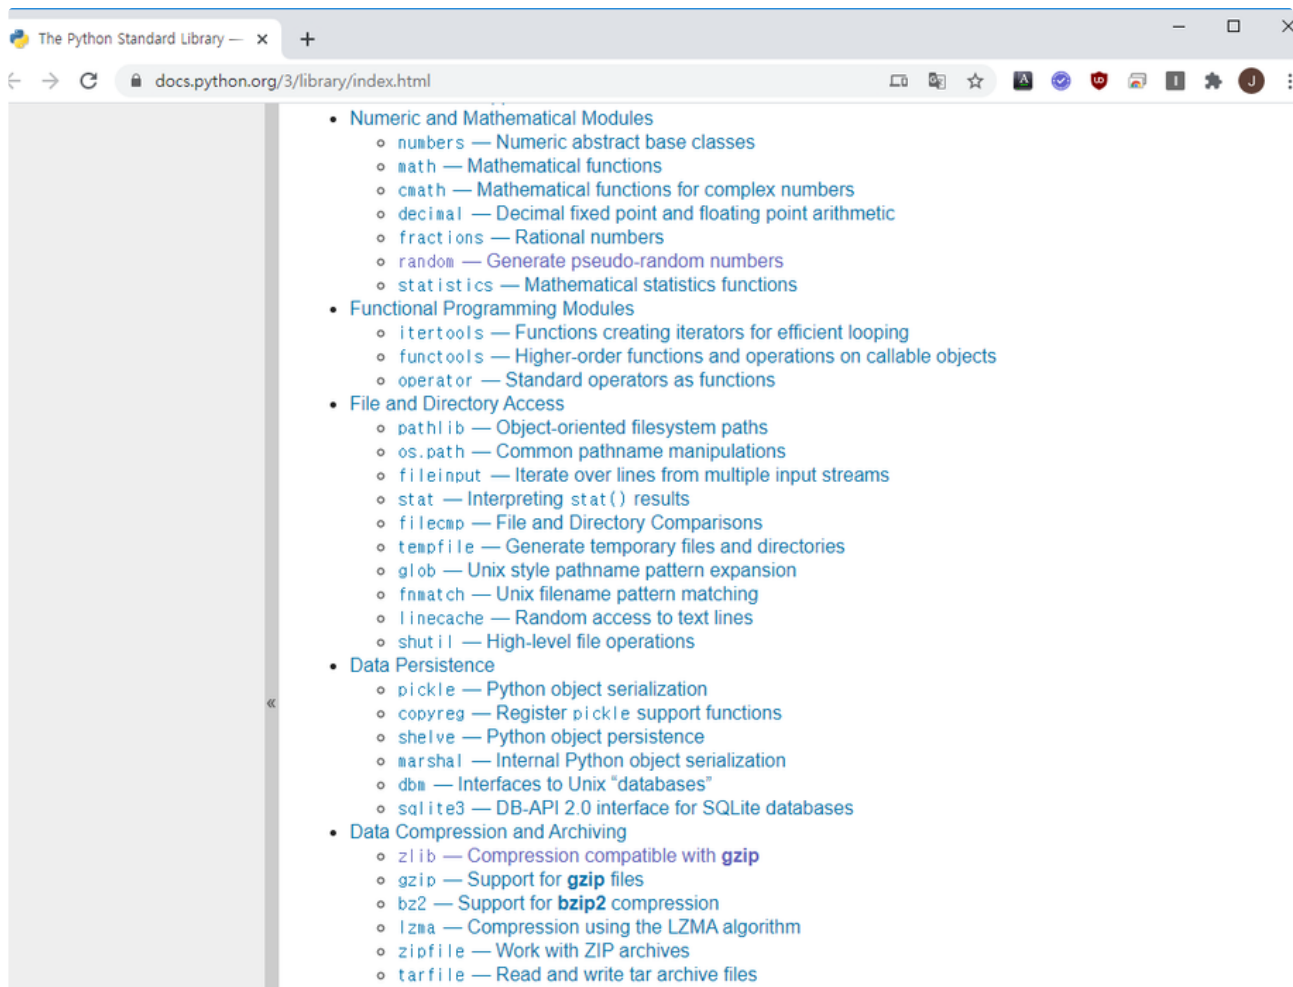 The Python Standard Library —
docs.python.org/3/library/index.html
J
Numeric and Mathematical Modules
numbers — Numeric abstract base classes
math — Mathematical functions
cmath — Mathematical functions for complex numbers
decimal — Decimal fixed point and floating point arithmetic
fractions — Rational numbers
random — Generate pseudo-random numbers
statistics — Mathematical statistics functions
Functional Programming Modules
itertools — Functions creating iterators for efficient looping
functools — Higher-order functions and operations on callable objects
operator — Standard operators as functions
File and Directory Access
pathlib — Object-oriented filesystem paths
os.path — Common pathname manipulations
fileinput — Iterate over lines from multiple input streams
stat — Interpreting stat() results
filecmp — File and Directory Comparisons
tempfile — Generate temporary files and directories
glob — Unix style pathname pattern expansion
fnmatch — Unix filename pattern matching
linecache — Random access to text lines
shutil — High-level file operations
Data Persistence
pickle — Python object serialization
copyreg — Register pickle support functions
shelve — Python object persistence
marshal — Internal Python object serialization
dbm — Interfaces to Unix “databases”
sqlite3 — DB-API 2.0 interface for SQLite databases
Data Compression and Archiving
zlib — Compression compatible with gzip
gzip — Support for gzip files
bz2 — Support for bzip2 compression
lzma — Compression using the LZMA algorithm
zipfile — Work with ZIP archives
tarfile — Read and write tar archive files